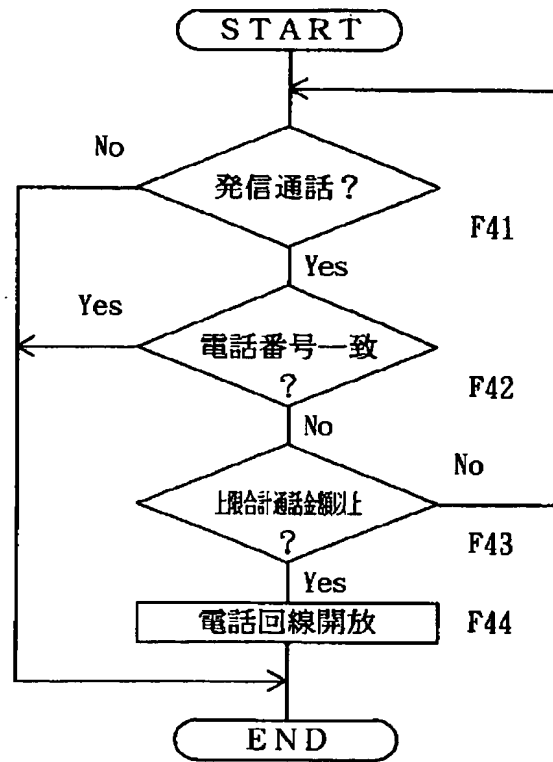 START
No
発信通話?
F41
Yes
Yes
電話番号一致
?
F42
No
No
上限合計通話金額以上
?
F43
Yes
電話回線開放
F44
END